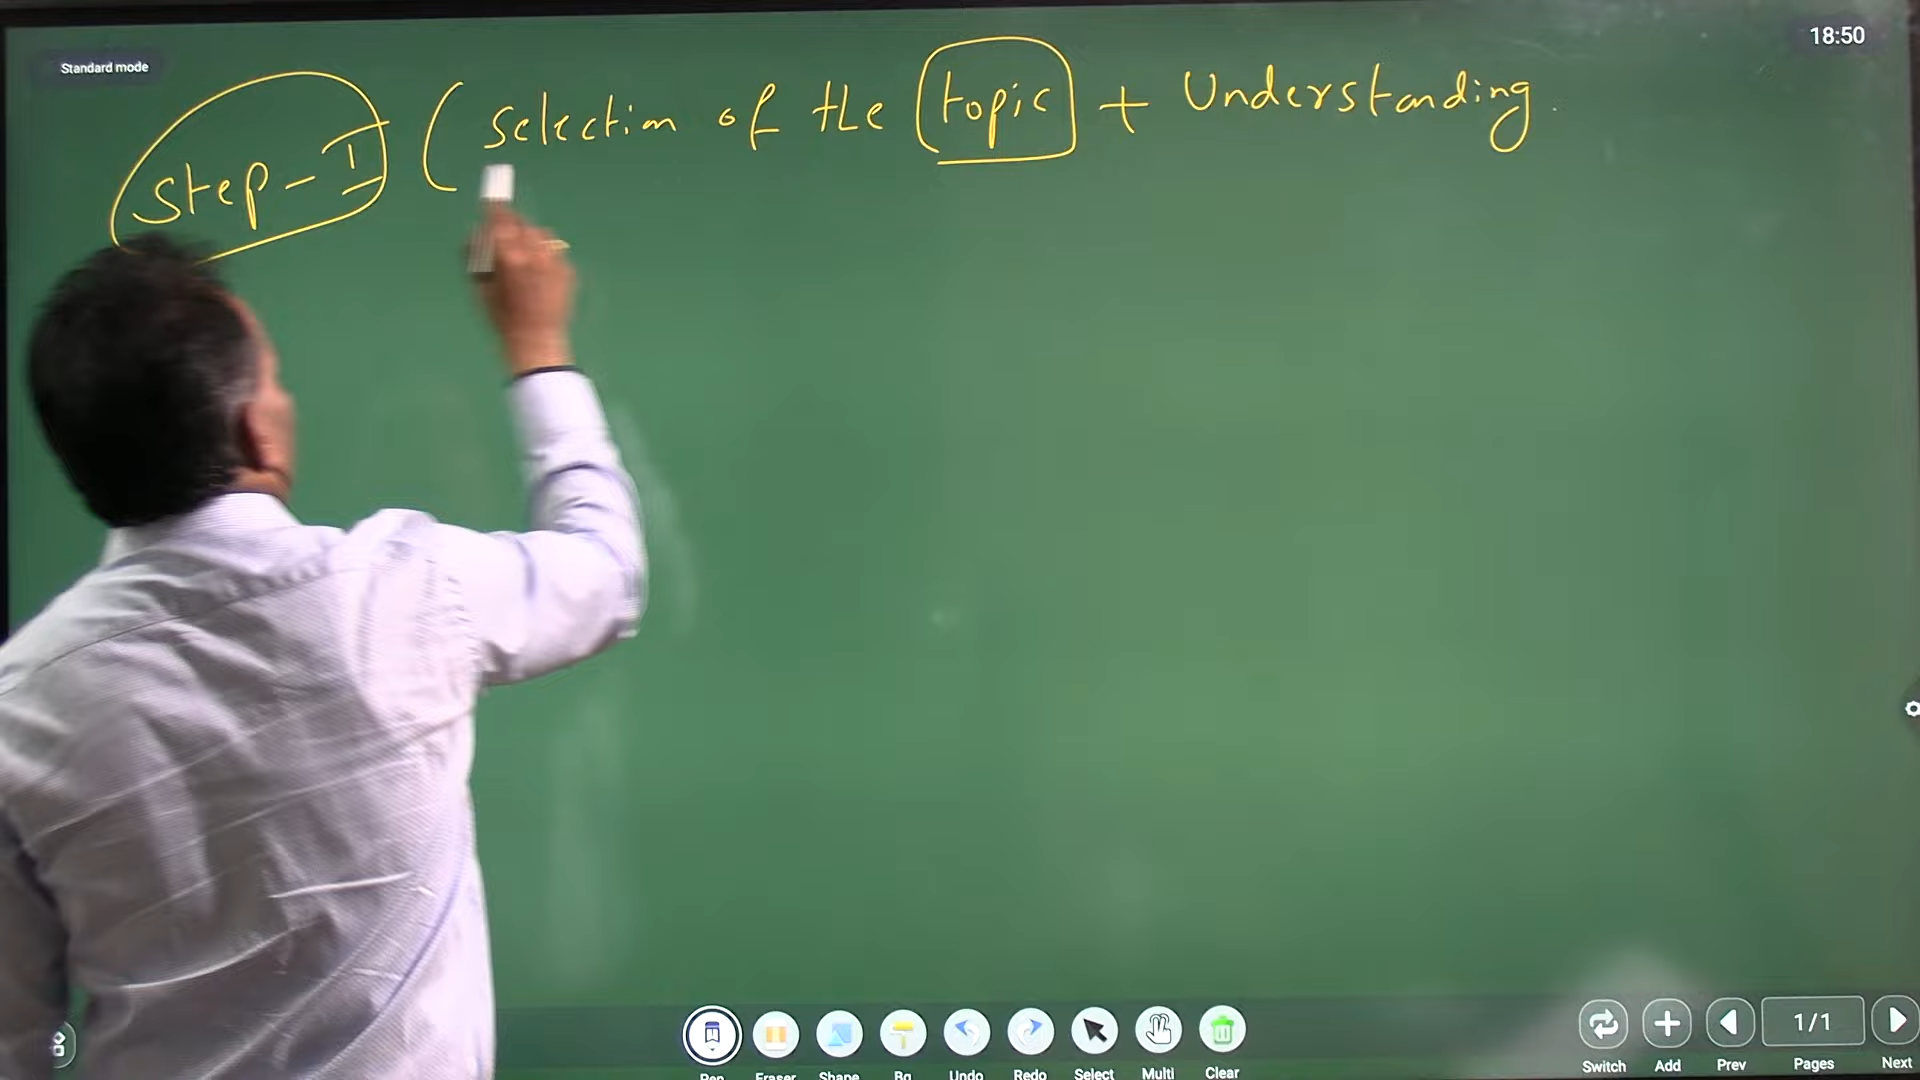 18:50
Standard mode
Step-I ( Selection of the topic + Understanding.
Pen Eraser Shape Bg Undo Redo Select Multi Clear
1/1
Switch Add Prev Pages Next